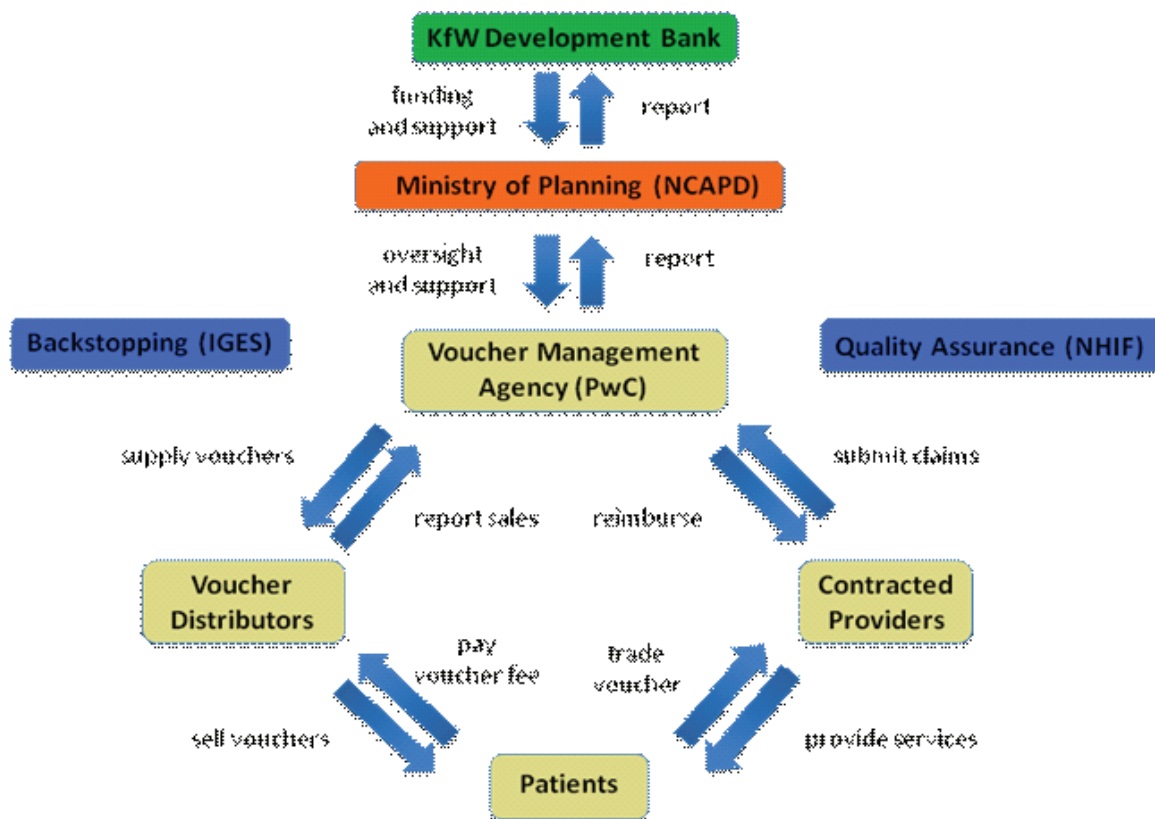 KfW Development Bank
funding
and support
report
Ministry of Planning (NCAPD)
oversight
and support
report
Backstopping (IGES)
Voucher Management
Agency (PwC)
Quality Assurance (NHIF)
supply vouchers
submit claims
report sales
reimburse
Voucher
Distributors
Contracted
Providers
pay
voucher fee
trade
voucher
sell vouchers
provide services
Patients